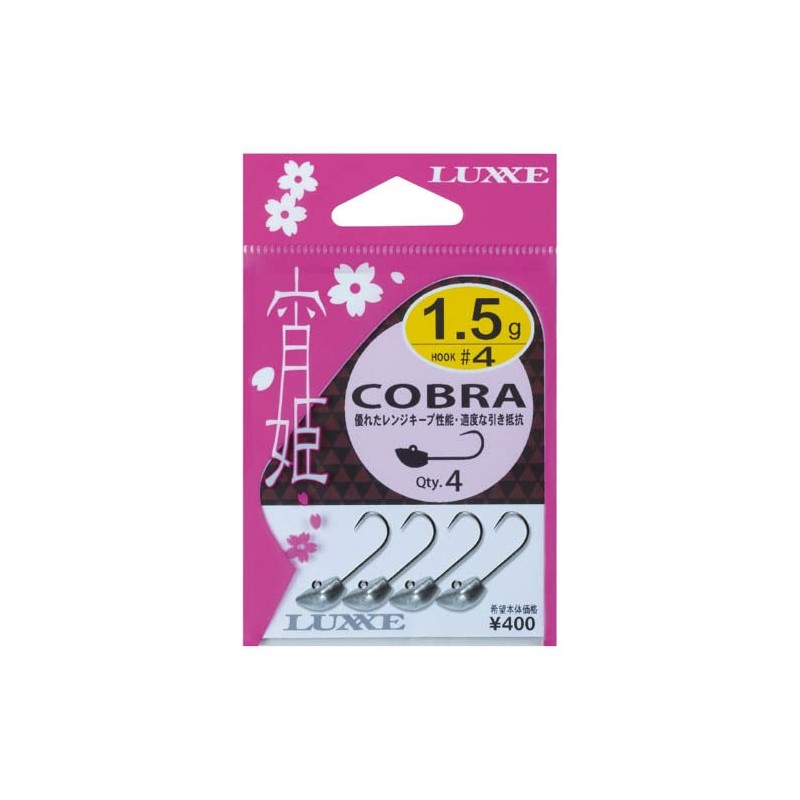 LUXXE
宵姫
1.5g
HOOK #4
COBRA
優れたレンジキープ性能・適度な引き抵抗
Qty.4
LUXXE
希望本体価格
¥400